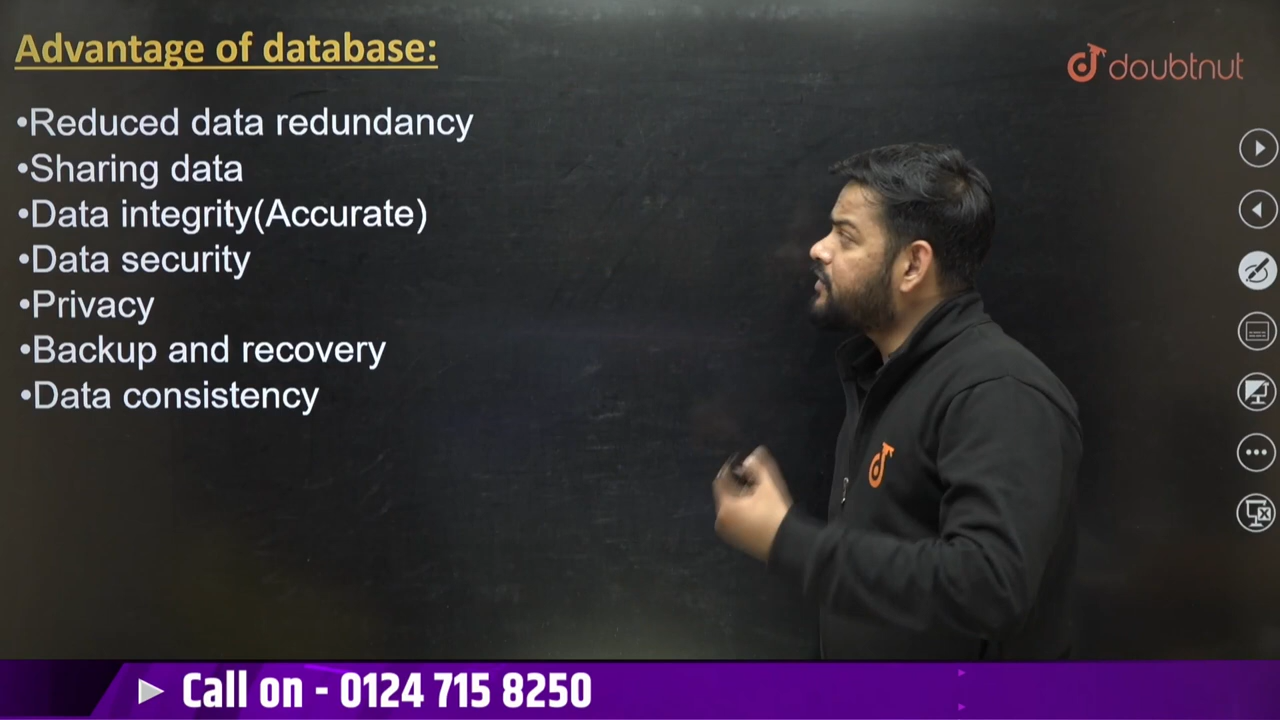 Advantage of database:
doubtnut
•Reduced data redundancy
•Sharing data
•Data integrity(Accurate)
•Data security
•Privacy
•Backup and recovery
•Data consistency
Call on - 0124 715 8250